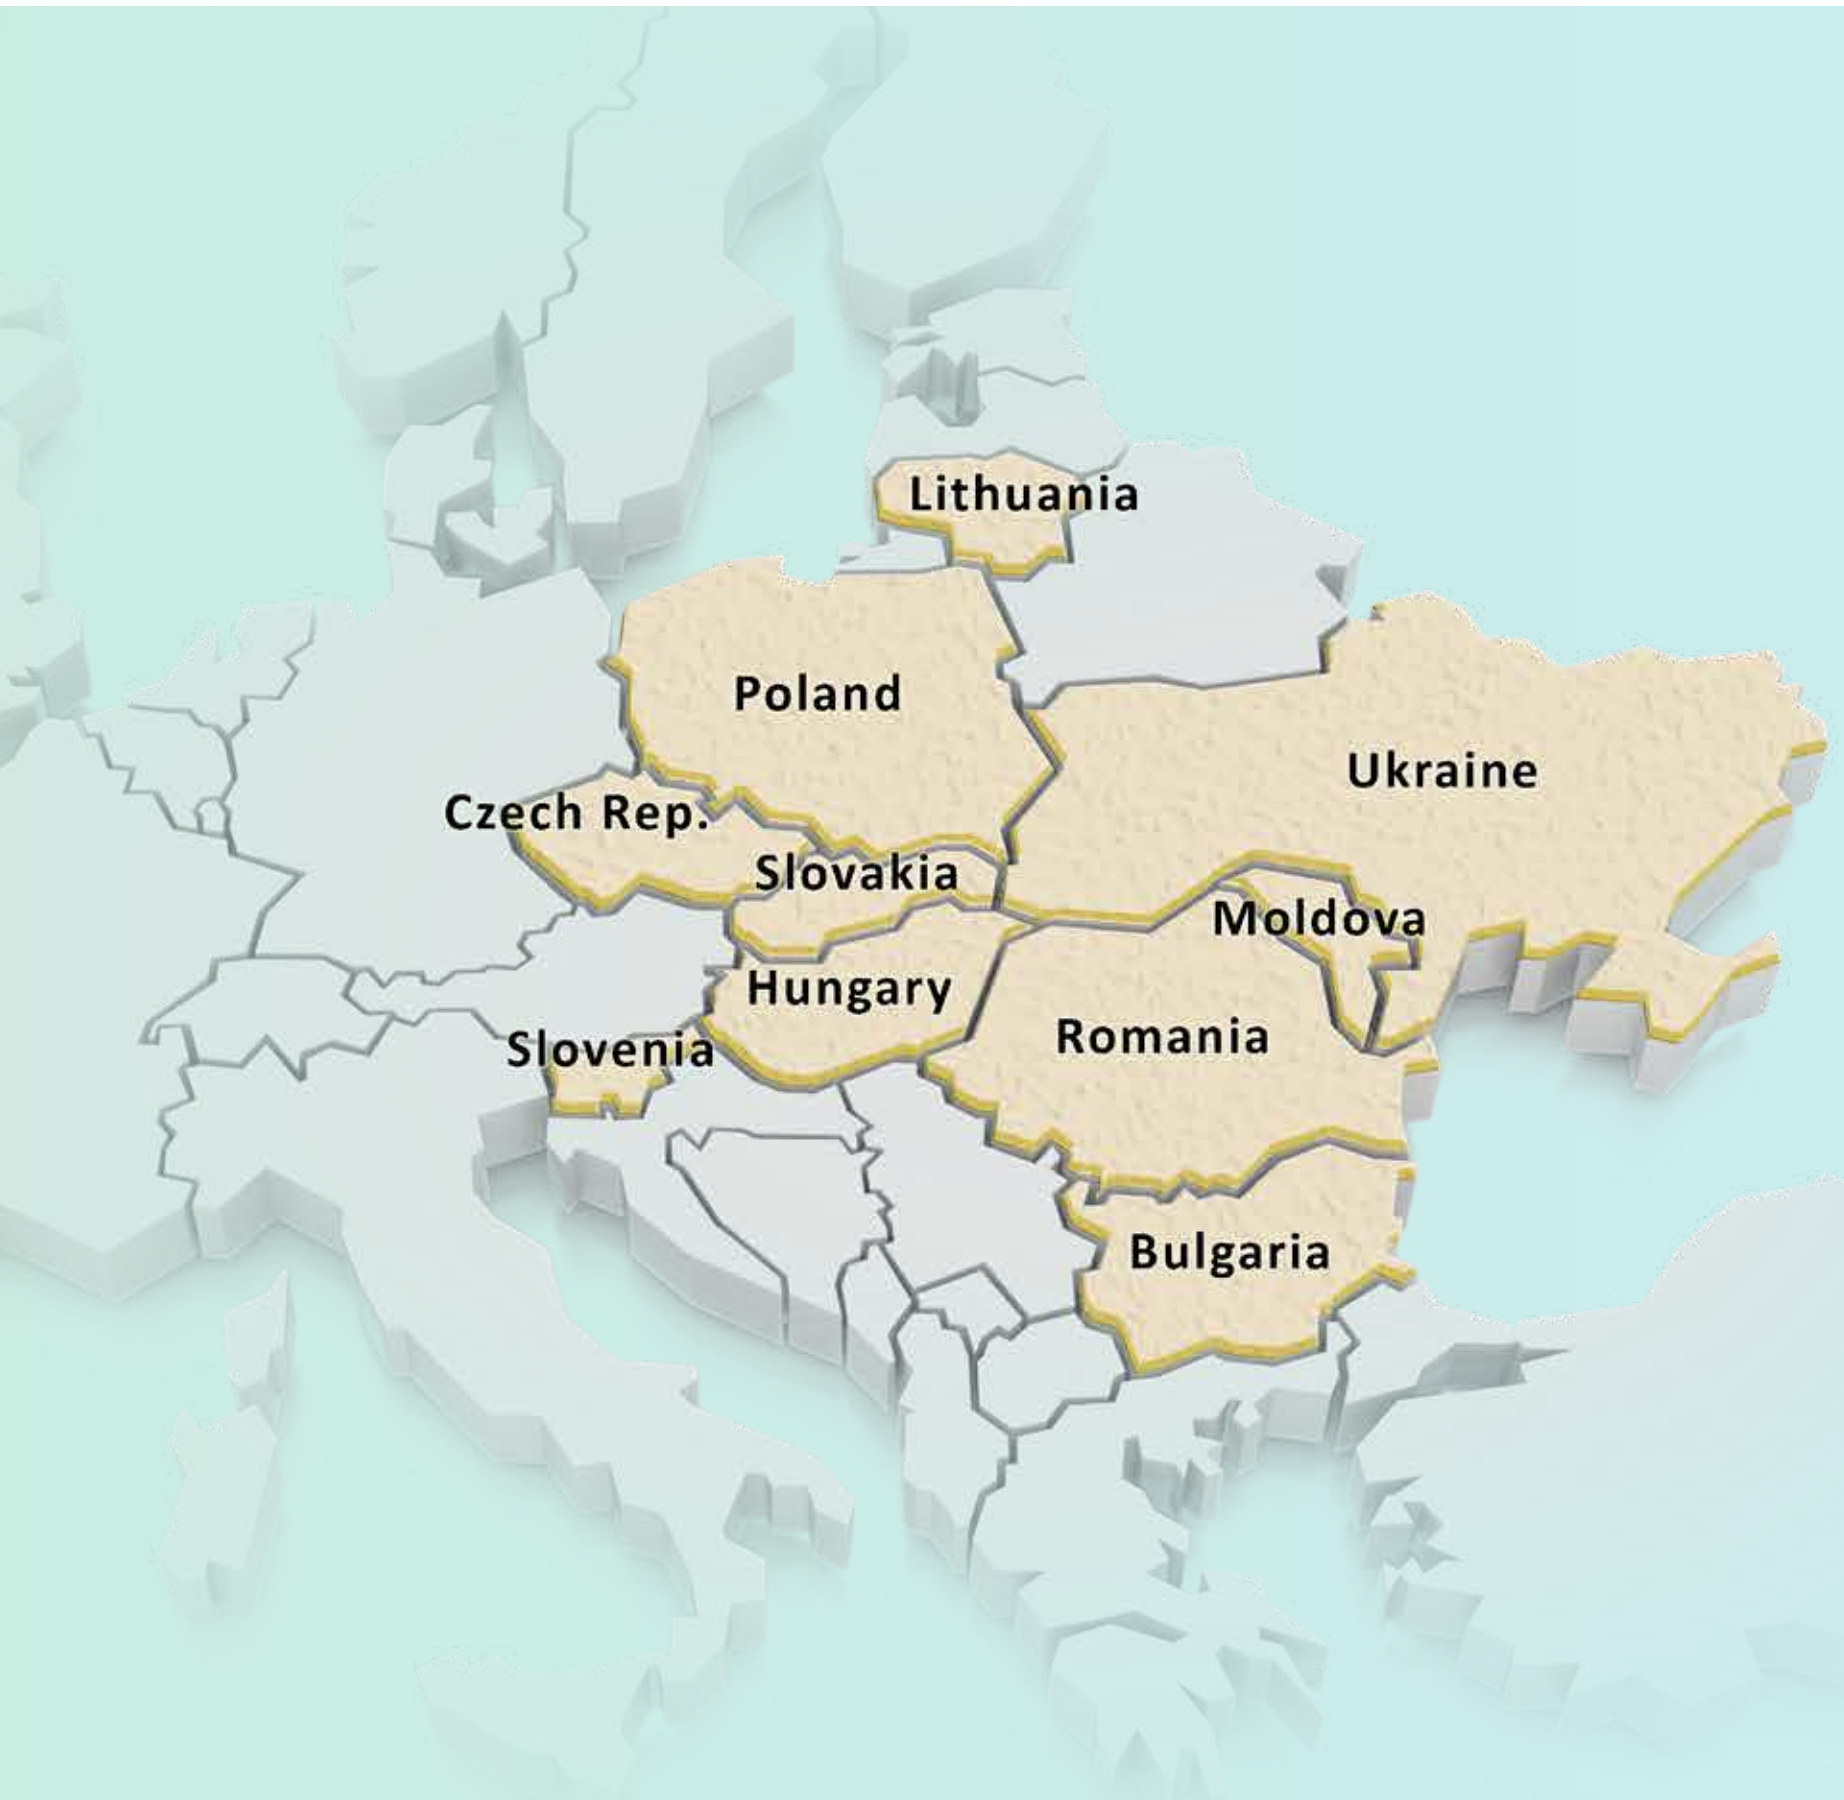 Lithuania
Poland
Ukraine
Czech Rep.
Slovakia
Moldova
Hungary
Romania
Slovenia
Bulgaria